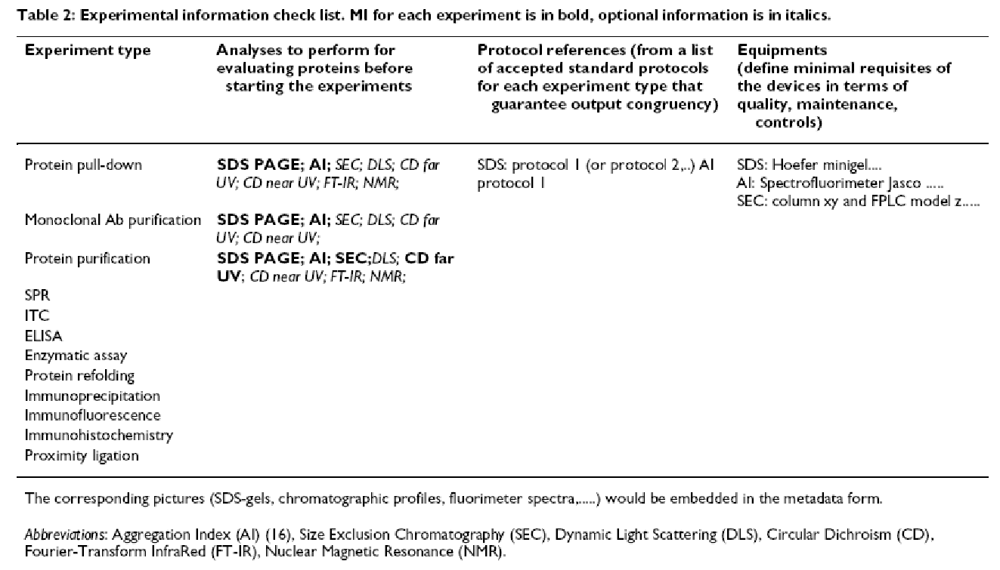 Table 2: Experimental information check list. MI for each experiment is in bold, optional information is in italics.
Experiment type
Analyses to perform for
evaluating proteins before
starting the experiments
Protocol references (from a list
of accepted standard protocols
for each experiment type that
guarantee output congruency)
Equipments
(define minimal requisites of
the devices in terms of
quality, maintenance,
controls)
Protein pull-down
SDS PAGE; AI; SEC; DLS; CD far
UV; CD near UV; FT-IR; NMR;
SDS: protocol 1 (or protocol 2,..) AI
protocol 1
SDS: Hoefer minigel....
AI: Spectrofluorimeter Jasco .....
SEC: column xy and FPLC model z.....
Monoclonal Ab purification
SDS PAGE; AI; SEC; DLS; CD far
UV; CD near UV;
Protein purification
SDS PAGE; AI; SEC;DLS; CD far
UV; CD near UV; FT-IR; NMR;
SPR
ITC
ELISA
Enzymatic assay
Protein refolding
Immunoprecipitation
Immunofluorescence
Immunohistochemistry
Proximity ligation
The corresponding pictures (SDS-gels, chromatographic profiles, fluorimeter spectra,.....) would be embedded in the metadata form.
Abbreviations: Aggregation Index (AI) (16), Size Exclusion Chromatography (SEC), Dynamic Light Scattering (DLS), Circular Dichroism (CD),
Fourier-Transform InfraRed (FT-IR), Nuclear Magnetic Resonance (NMR).